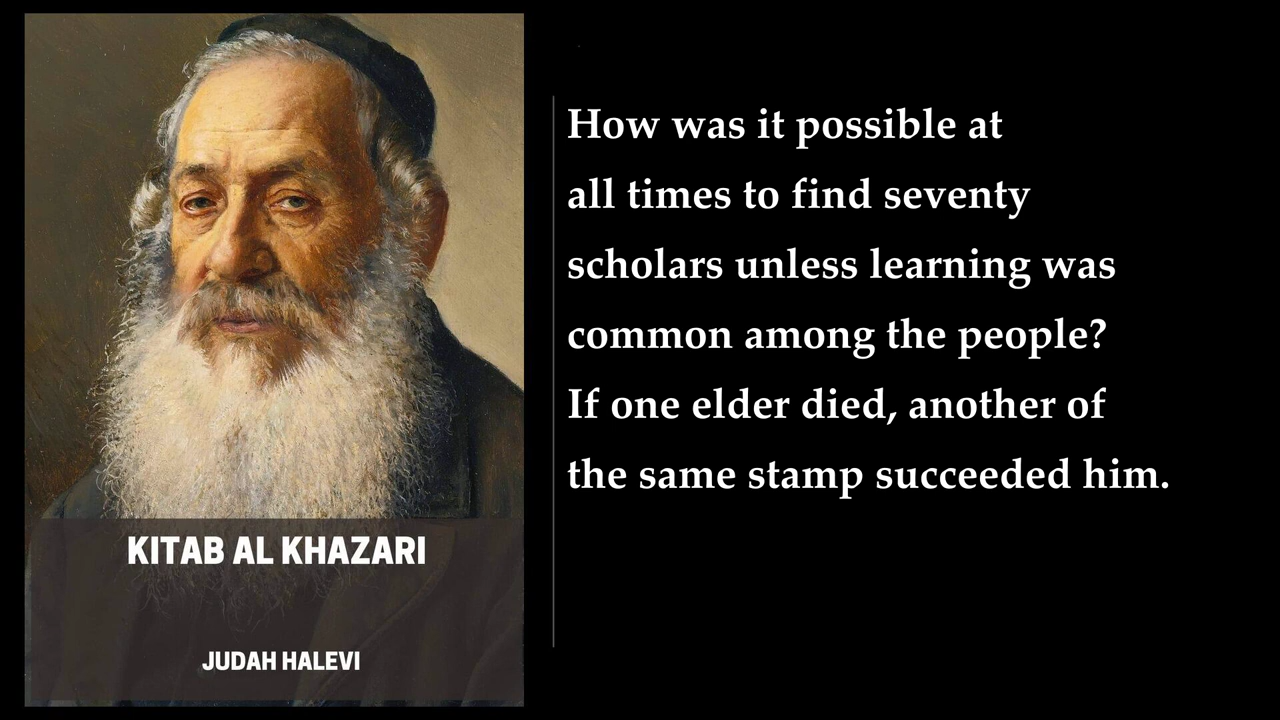 KITAB AL KHAZARI
JUDAH HALEVI
How was it possible at
all times to find seventy
scholars unless learning was
common among the people?
If one elder died, another of
the same stamp succeeded him.